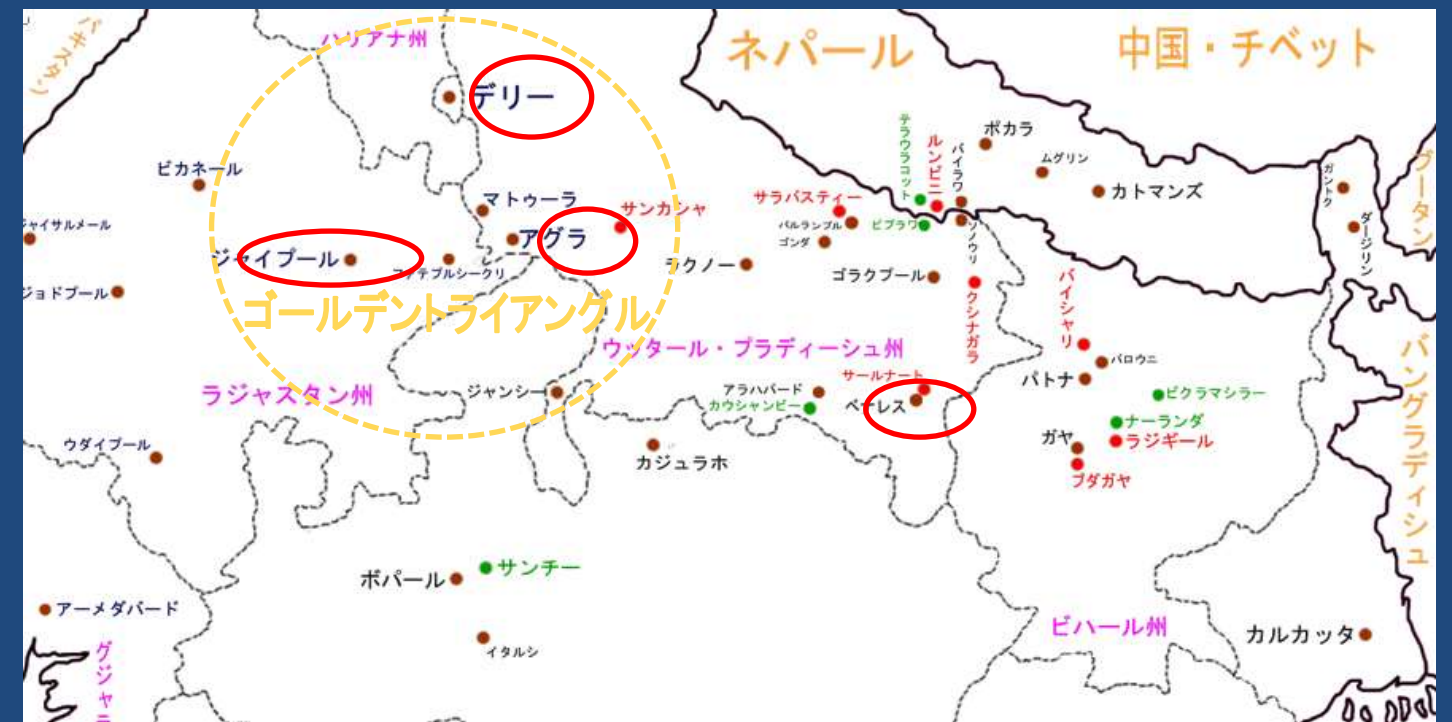 パキスタン)
ハリアナ州
ネパール
中国・チベット
デリー
ポカラ
ムグリン
カトマンズ
テラウラコット
ルンビニ
バイラワ
ガントク
ダージリン
ブータン
ビカネール
マトゥーラ
サンカシャ
サラバスティー
バルランプル
ゴンダ
ピプラワ
ソノウリ
ャイサルメール
ジャイプール
アグラ
ファテプルシークリ
ラクノー
ゴラクプール
クシナガラ
バイシャリ
ジョドプール
ゴールデントライアングル
ウッタール・プラディーシュ州
バロウニ
パトナ
バングラディシュ
ラジャスタン州
ジャンシー
アラハバード
カウシャンビー
サールナート
ベナレス
ビクラマシラー
ナーランダ
ラジギール
ガヤ
ブダガヤ
ウダイプール
カジュラホ
ボパール
サンチー
アーメダバード
イタルシ
ビハール州
カルカッタ
グジャラ